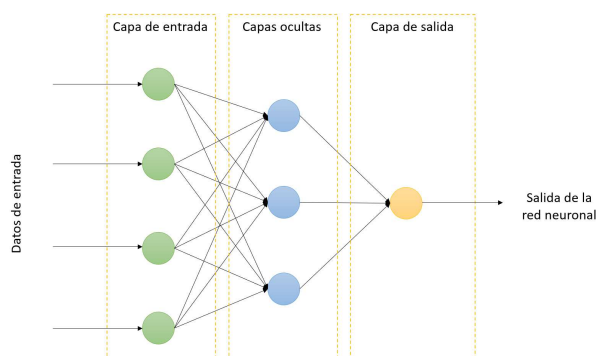 Capa de entrada
Capas ocultas
Capa de salida
Datos de entrada
Salida de la
red neuronal